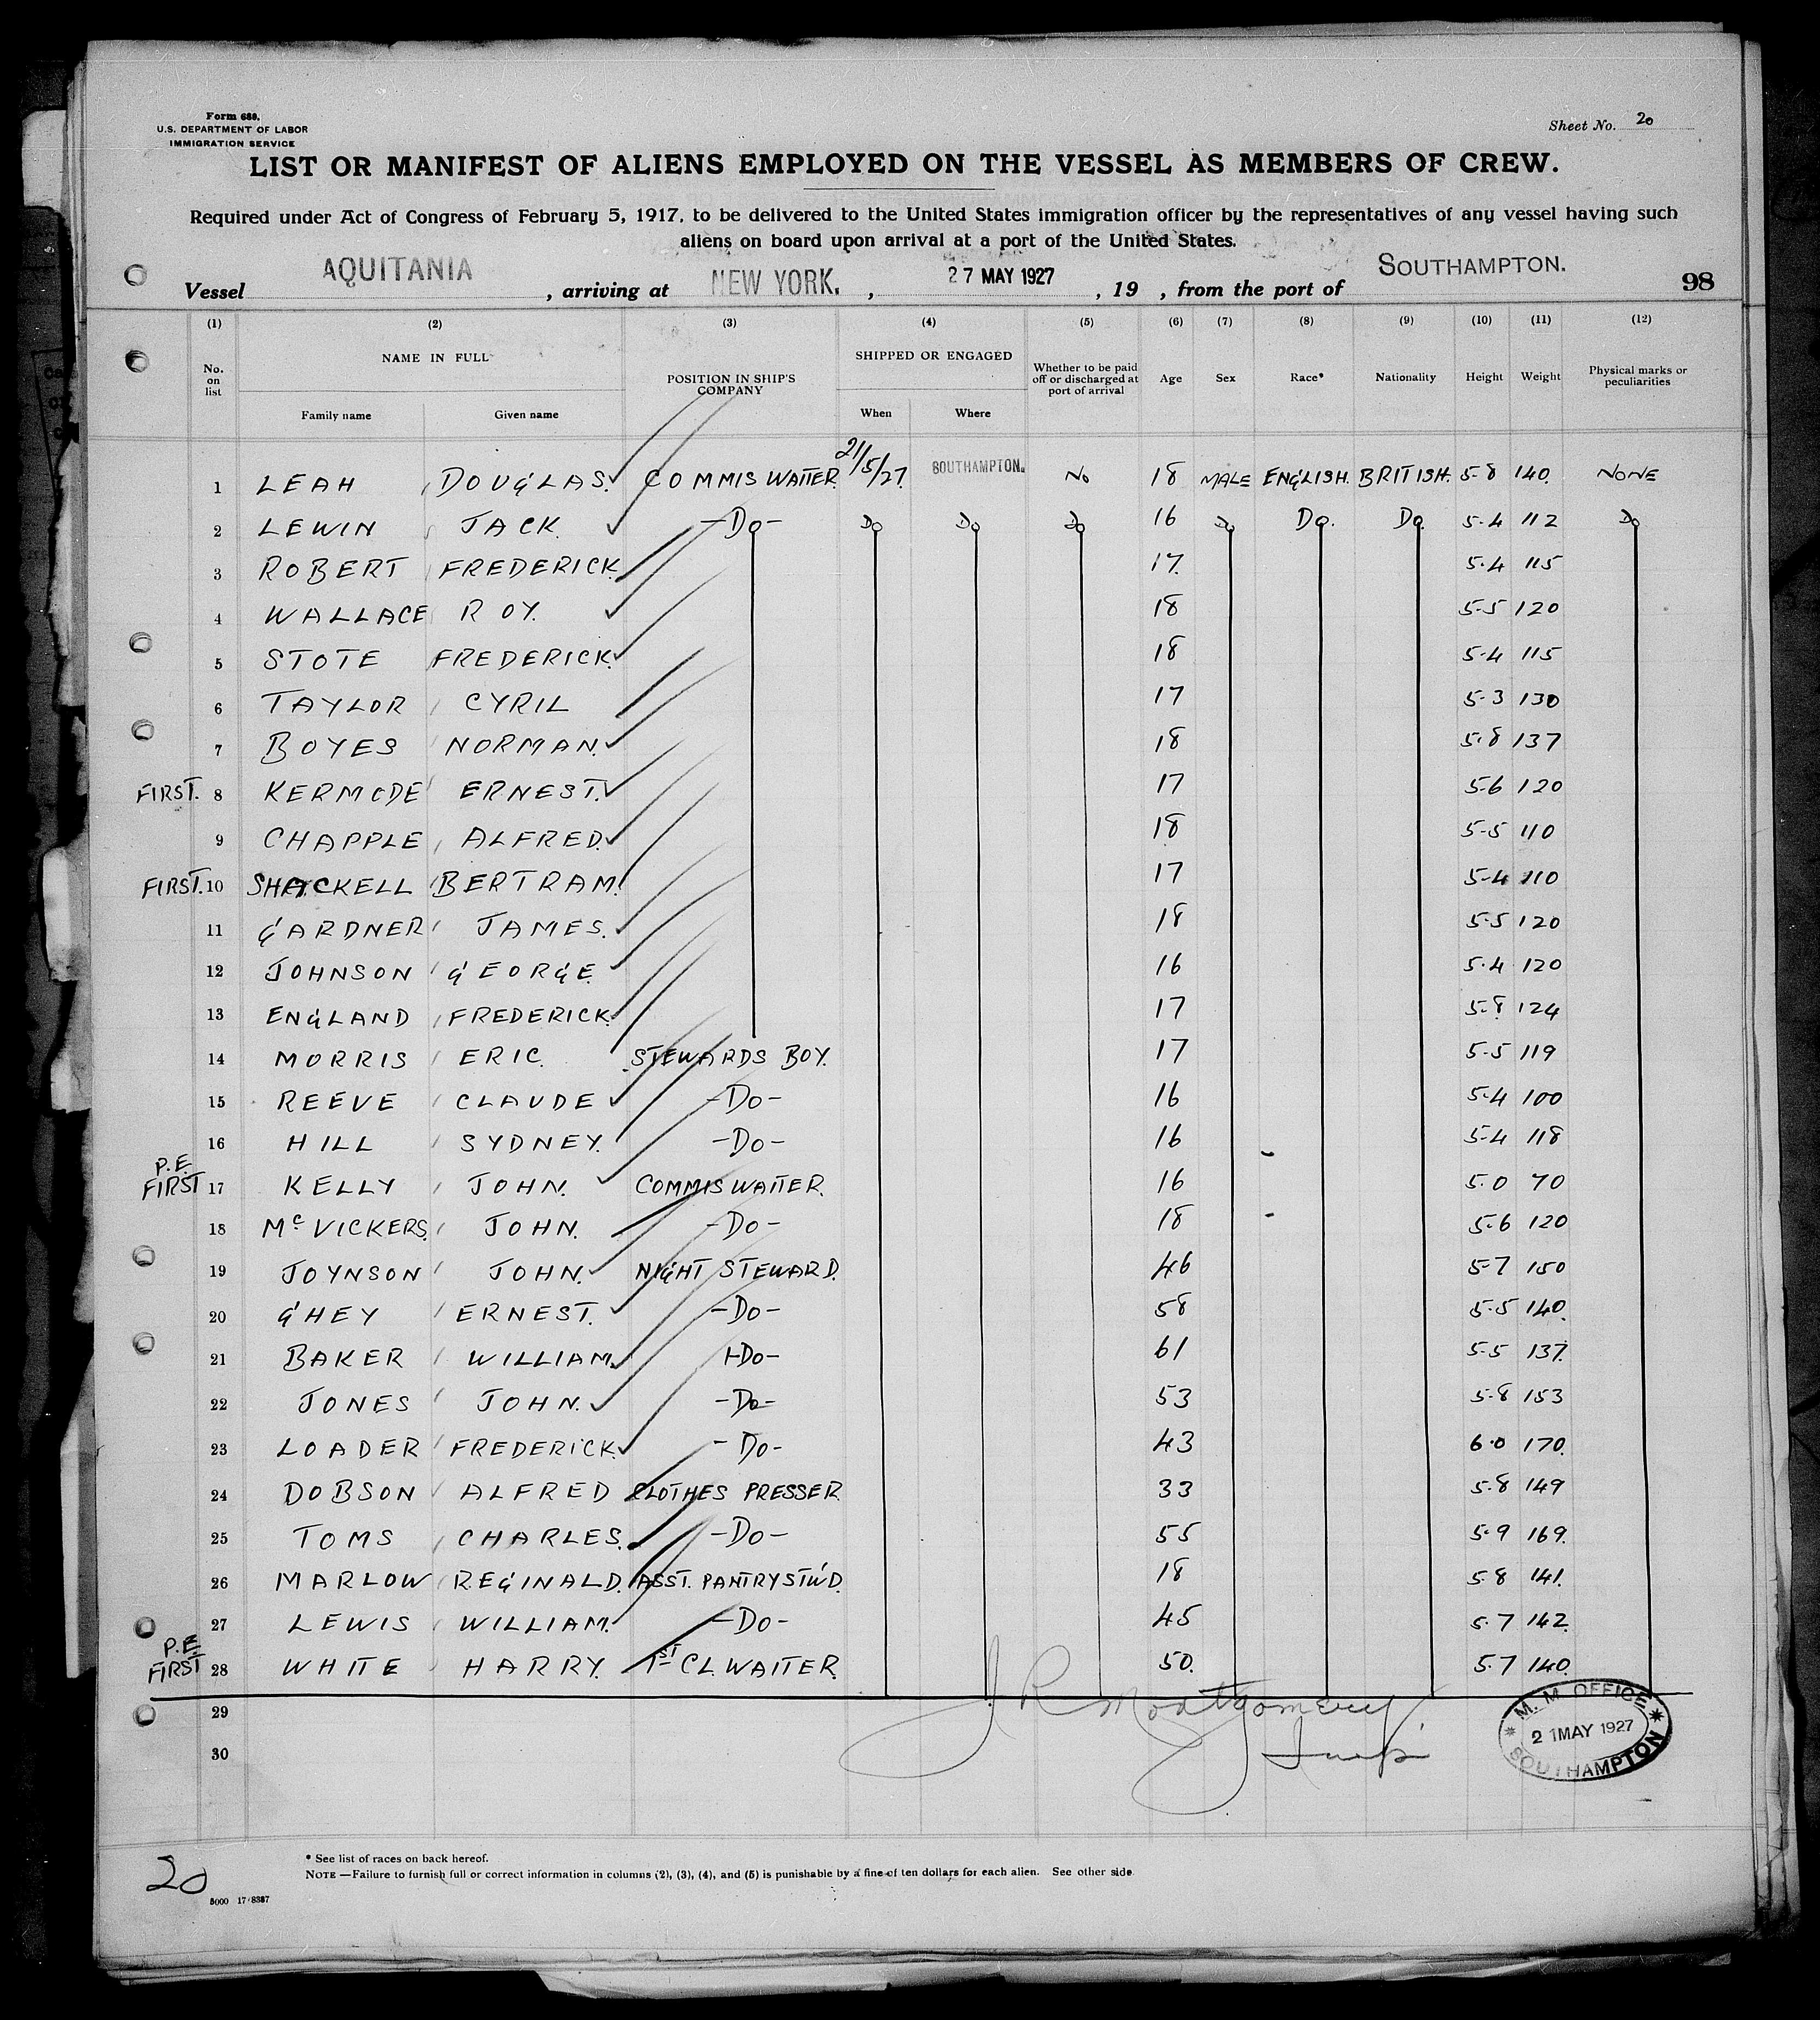 Form 689.
U.S. DEPARTMENT OF LABOR
IMMIGRATION SERVICE
Sheet No. 20
LIST OR MANIFEST OF ALIENS EMPLOYED ON THE VESSEL AS MEMBERS OF CREW.
Required under Act of Congress of February 5, 1917, to be delivered to the United States immigration officer by the representatives of any vessel having such
aliens on board upon arrival at a port of the United States.
Vessel AQUITANIA, arriving at NEW YORK., 27 MAY 1927, 19 , from the port of SOUTHAMPTON. 98
(1) (2) (3) (4) (5) (6) (7) (8) (9) (10) (11) (12)
No. on list NAME IN FULL POSITION IN SHIP'S COMPANY SHIPPED OR ENGAGED Whether to be paid off or discharged at port of arrival Age Sex Race* Nationality Height Weight Physical marks or peculiarities
Family name Given name When Where
1 LEAH DOUGLAS. COMMIS WAITER 21/5/27. SOUTHAMPTON. No 18 MALE ENGLISH. BRITISH. 5-8 140. NONE
2 LEWIN JACK. -Do- Do Do Do 16 Do Do. Do. 5.4 112 Do
3 ROBERT FREDERICK. 17. 5.4 115
4 WALLACE ROY. 18 5-5 120
5 STOTE FREDERICK. 18 5-4 115
6 TAYLOR CYRIL 17 5-3 130
7 BOYES NORMAN. 18 5.8 137
FIRST. 8 KERMODE ERNEST. 17 5-6 120
9 CHAPPLE ALFRED. 18 5-5 110
FIRST. 10 SHACKELL BERTRAM. 17 5-4 110
11 GARDNER JAMES. 18 5.5 120
12 JOHNSON GEORGE. 16 5.4 120
13 ENGLAND FREDERICK. 17 5-8 124
14 MORRIS ERIC. STEWARDS BOY. 17 5-5 119
15 REEVE CLAUDE -Do- 16 5-4 100
16 HILL SYDNEY. -Do- 16 5-4 118
P.E.
FIRST 17 KELLY JOHN. COMMIS WAITER. 16 5.0 70
18 McVICKERS. JOHN. -Do- 18 5.6 120
19 JOYNSON JOHN. NIGHT STEWARD. 46 5-7 150
20 GHEY ERNEST. -Do- 58 5.5 140.
21 BAKER WILLIAM. -Do- 61 5-5 137.
22 JONES JOHN. -Do- 53 5.8 153
23 LOADER FREDERICK. -Do- 43 6.0 170.
24 DOBSON ALFRED CLOTHES PRESSER 33 5.8 149
25 TOMS CHARLES. -Do- 55 5.9 169.
26 MARLOW REGINALD. ASST. PANTRY STW'D. 18 5.8 141.
27 LEWIS WILLIAM. -Do- 45 5.7 142.
P.E.
FIRST 28 WHITE HARRY. 1ST CL. WAITER. 50. 5.7 140.
29
30
J R Montgomery
M. M. OFFICE
21 MAY 1927
SOUTHAMPTON
20
* See list of races on back hereof.
NOTE —Failure to furnish full or correct information in columns (2), (3), (4), and (5) is punishable by a fine of ten dollars for each alien. See other side.
5000 17/8387